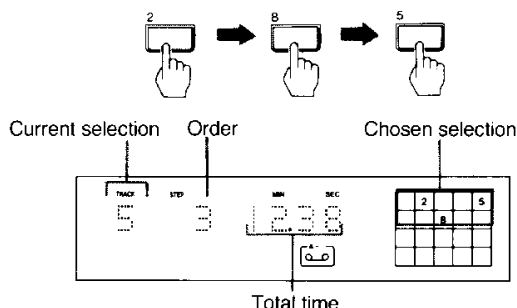 2 8 5
Current selection Order Chosen selection
TRACK STEP MIN SEC
5 3 12 38
2 5
8
A
Total time